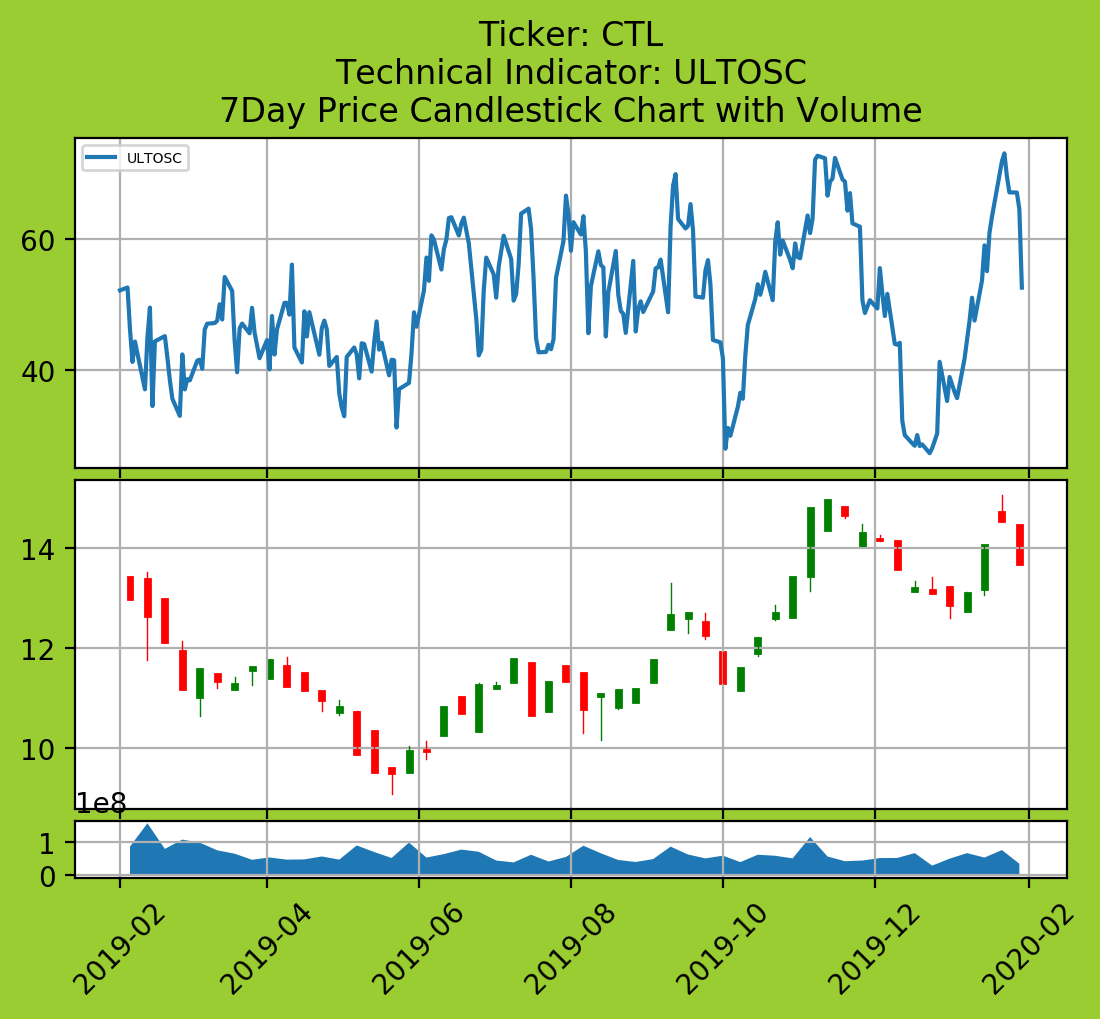 Ticker: CTL
Technical Indicator: ULTOSC
7Day Price Candlestick Chart with Volume
ULTOSC
60
40
14
12
10
1e8
1
0
2019-02
2019-04
2019-06
2019-08
2019-10
2019-12
2020-02